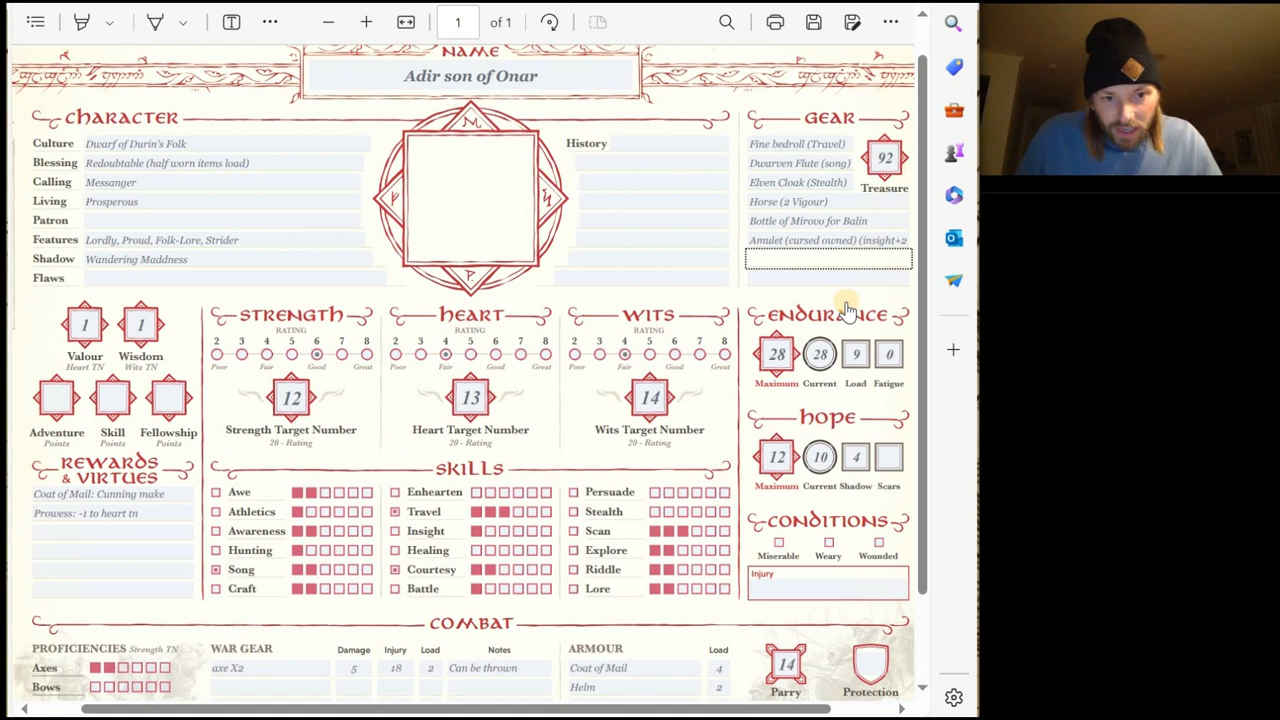 1 of 1
NAME
Adir son of Onar
CHARACTER
Culture Dwarf of Durin's Folk
Blessing Redoubtable (half worn items load)
Calling Messanger
Living Prosperous
Patron
Features Lordly, Proud, Folk-Lore, Strider
Shadow Wandering Maddness
Flaws
History
GEAR
Fine bedroll (Travel)
Dwarven Flute (song)
Elven Cloak (Stealth)
Horse (2 Vigour)
Bottle of Mirovo for Balin
Amulet (cursed owned) (insight+2
92
Treasure
1 1
Valour Wisdom
Heart TN Wits TN
Adventure Skill Fellowship
Points Points Points
STRENGTH
RATING
2 3 4 5 6 7 8
Poor Fair Good Great
12
Strength Target Number
20 - Rating
HEART
RATING
2 3 4 5 6 7 8
Poor Fair Good Great
13
Heart Target Number
20 - Rating
WITS
RATING
2 3 4 5 6 7 8
Poor Fair Good Great
14
Wits Target Number
20 - Rating
ENDURANCE
28 28 9 0
Maximum Current Load Fatigue
HOPE
12 10 4
Maximum Current Shadow Scars
CONDITIONS
Miserable Weary Wounded
Injury
REWARDS
& VIRTUES
Coat of Mail: Cunning make
Prowess: -1 to heart tn
SKILLS
Awe Enhearten Persuade
Athletics Travel Stealth
Awareness Insight Scan
Hunting Healing Explore
Song Courtesy Riddle
Craft Battle Lore
COMBAT
PROFICIENCIES Strength TN
Axes
Bows
WAR GEAR Damage Injury Load Notes
axe X2 5 18 2 Can be thrown
ARMOUR Load
Coat of Mail 4
Helm 2
14
Parry Protection